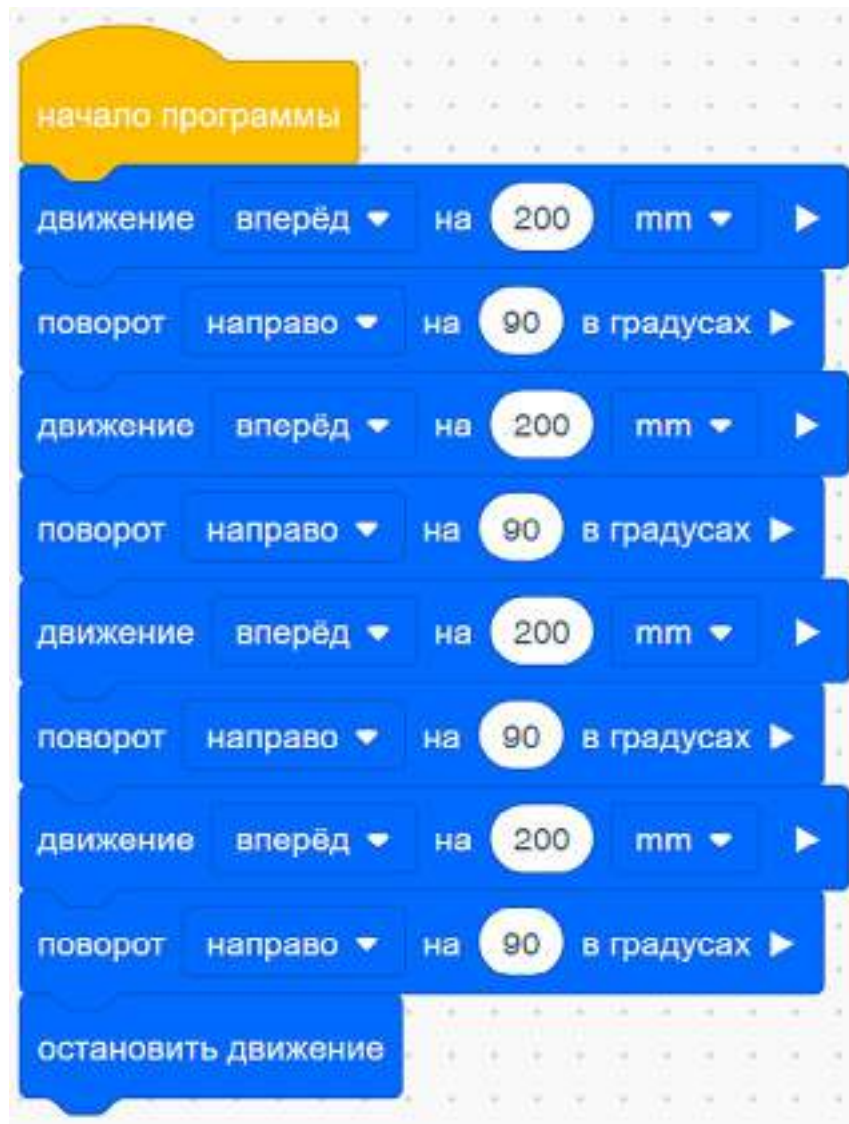 начало программы
движение вперёд на 200 mm
поворот направо на 90 в градусах
движение вперёд на 200 mm
поворот направо на 90 в градусах
движение вперёд на 200 mm
поворот направо на 90 в градусах
движение вперёд на 200 mm
поворот направо на 90 в градусах
остановить движение